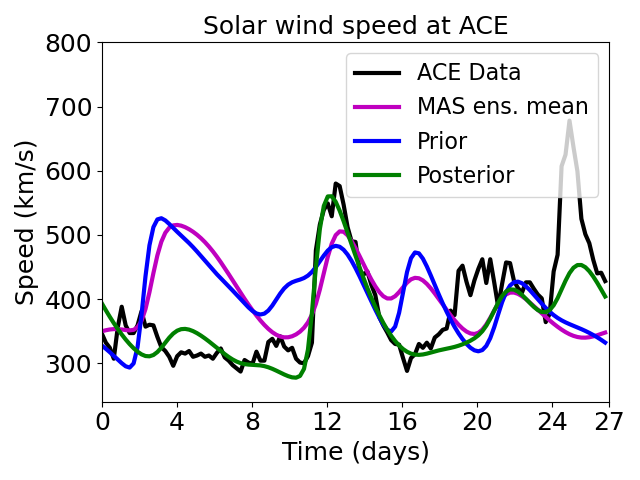 Solar wind speed at ACE
800
700
600
500
400
300
Speed (km/s)
ACE Data
MAS ens. mean
Prior
Posterior
0 4 8 12 16 20 24 27
Time (days)